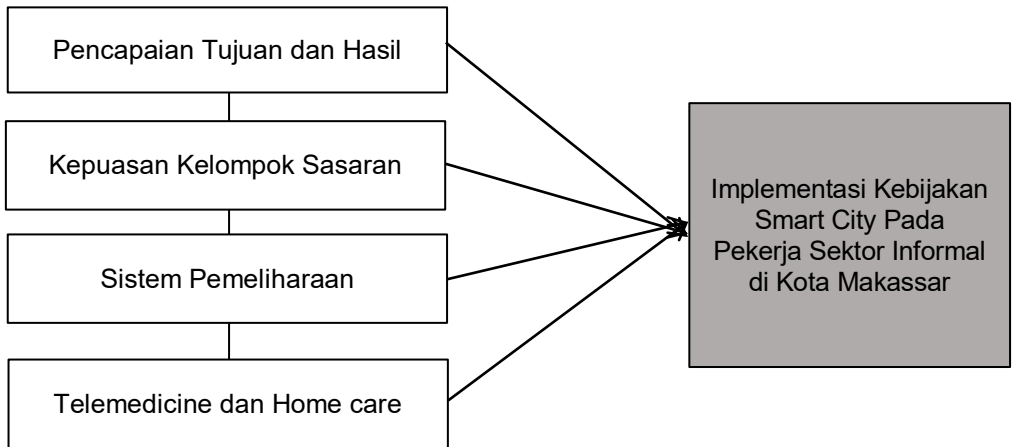 Pencapaian Tujuan dan Hasil
Kepuasan Kelompok Sasaran
Sistem Pemeliharaan
Telemedicine dan Home care
Implementasi Kebijakan
Smart City Pada
Pekerja Sektor Informal
di Kota Makassar